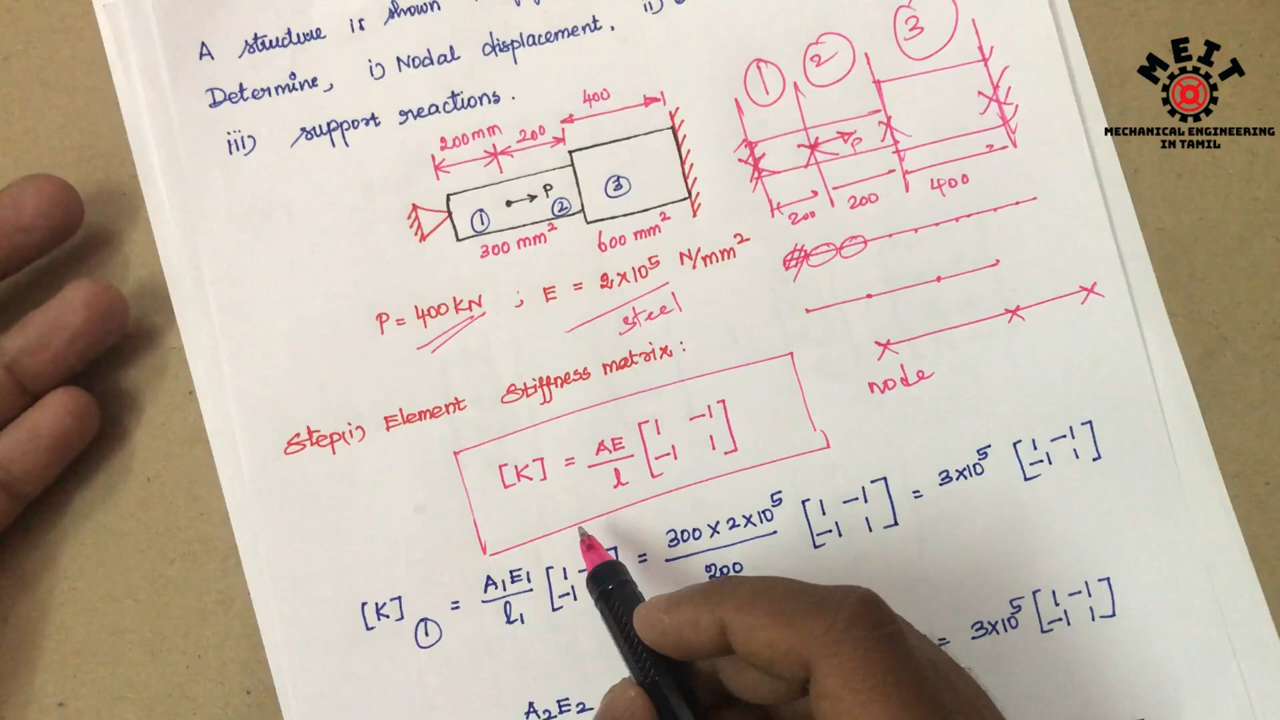 A structure is shown
Determine, i) Nodal displacement, ii)
iii) support reactions.
200mm 200 400
① P ② ③
300 mm² 600 mm²
P = 400 KN ; E = 2×10⁵ N/mm²
steel
① 2 ③
P
200 200 400
node
Step(i) Element Stiffness matrix:
[K] = AE/l [1 -1 -1 1]
[K]① = A₁E₁/l₁ [1 - -1 = 300 × 2×10⁵/200 [1 -1 -1 1] = 3×10⁵ [1 -1 -1 1]
= 3×10⁵ [1 -1 -1 1]
A₂E₂
MEIT
MECHANICAL ENGINEERING
IN TAMIL